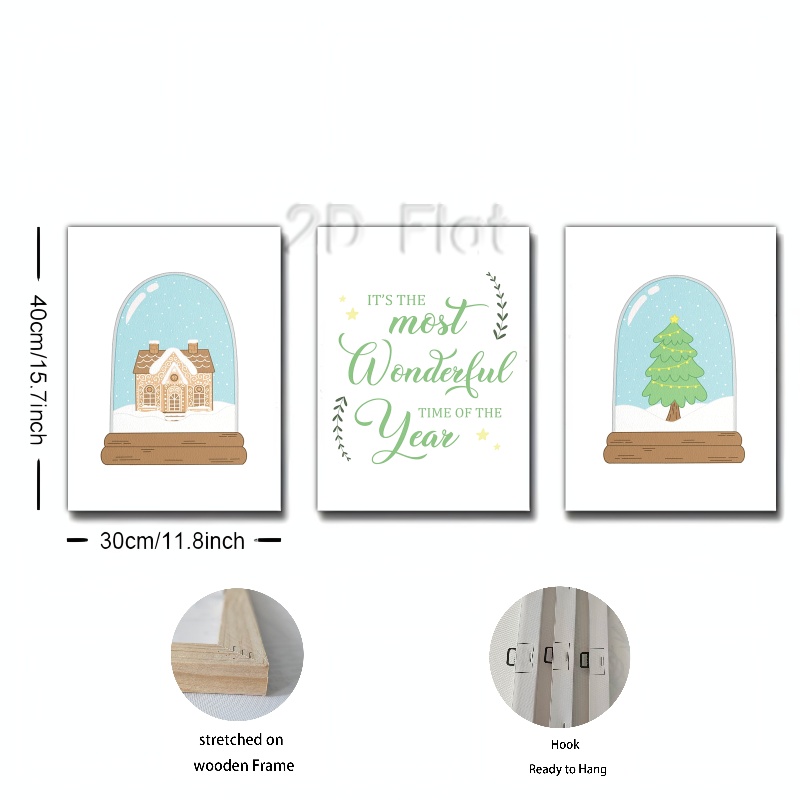 2D Flat
40cm/15.7inch
IT'S THE
most
Wonderful
TIME OF THE
Year
30cm/11.8inch
stretched on
wooden Frame
Hook
Ready to Hang